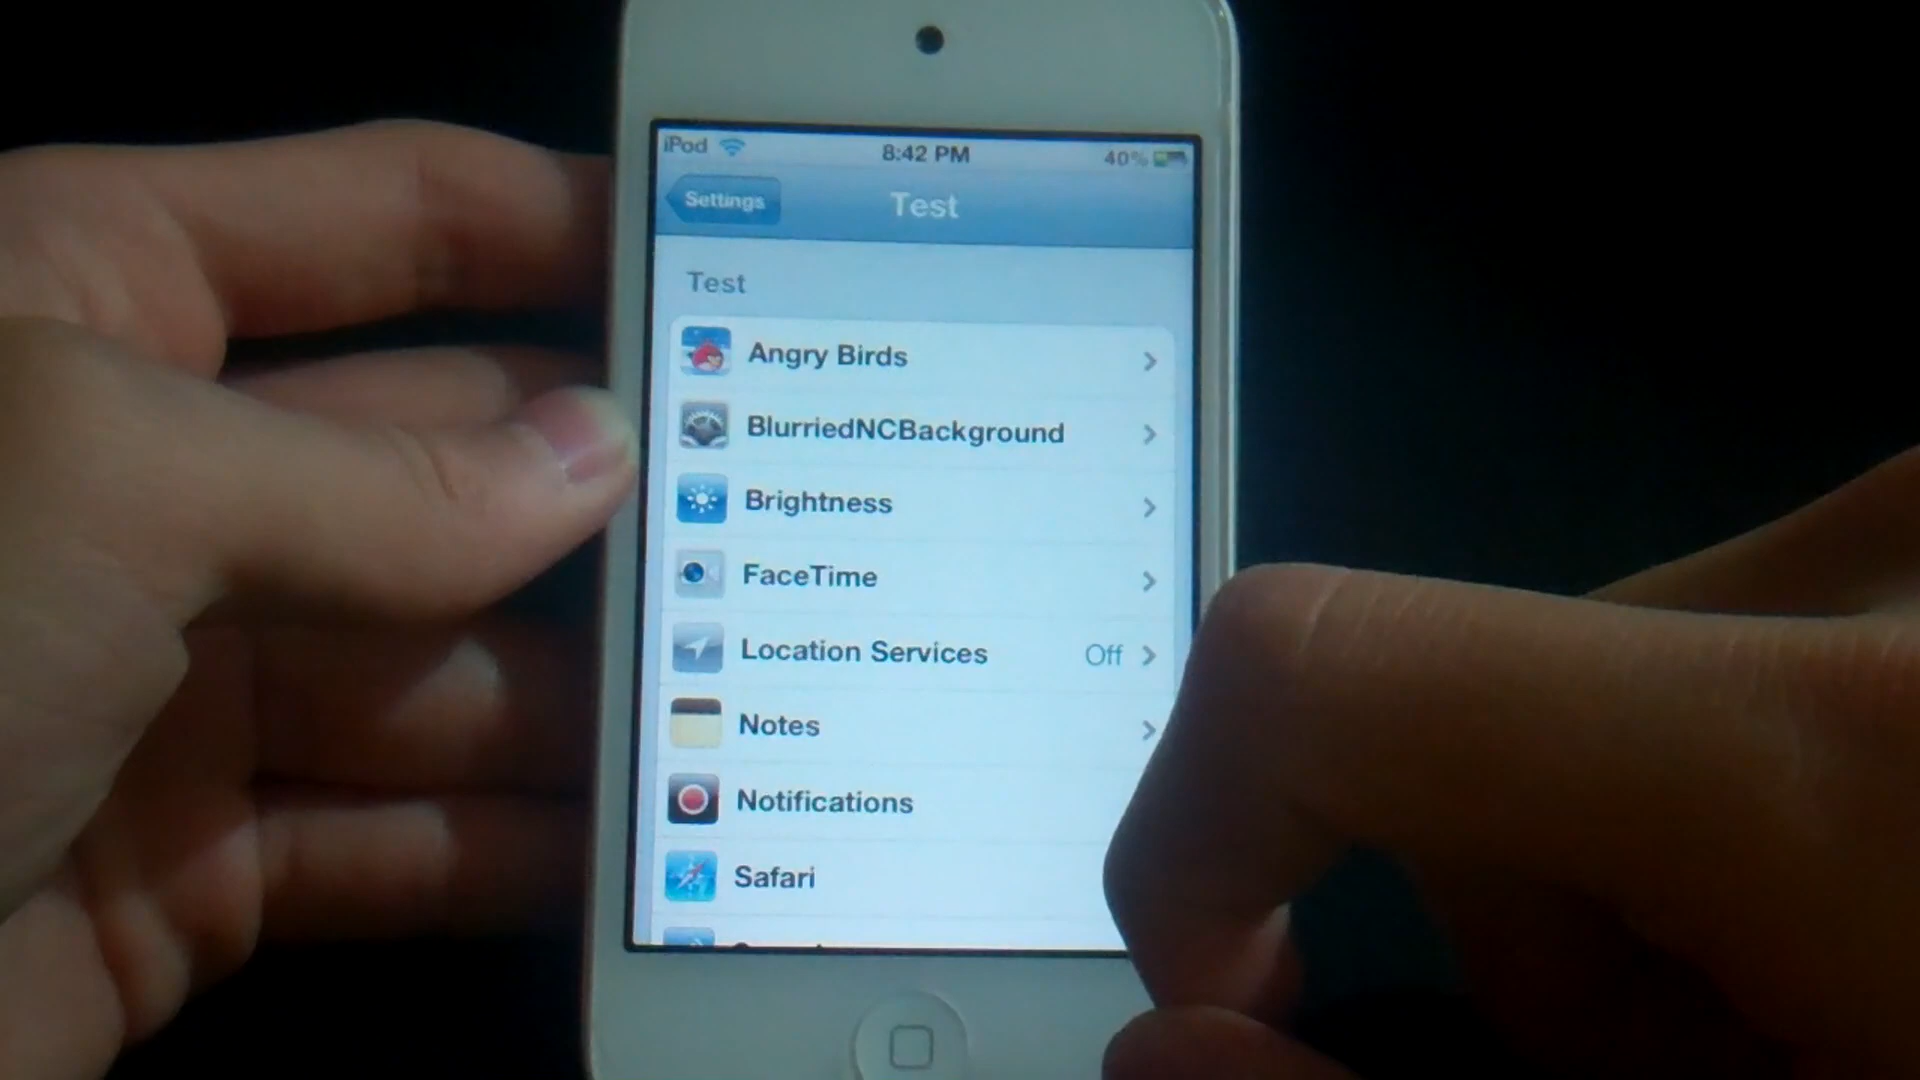 iPod 8:42 PM 40%
Settings Test
Test
Angry Birds
BlurriedNCBackground
Brightness
FaceTime
Location Services Off
Notes
Notifications
Safari